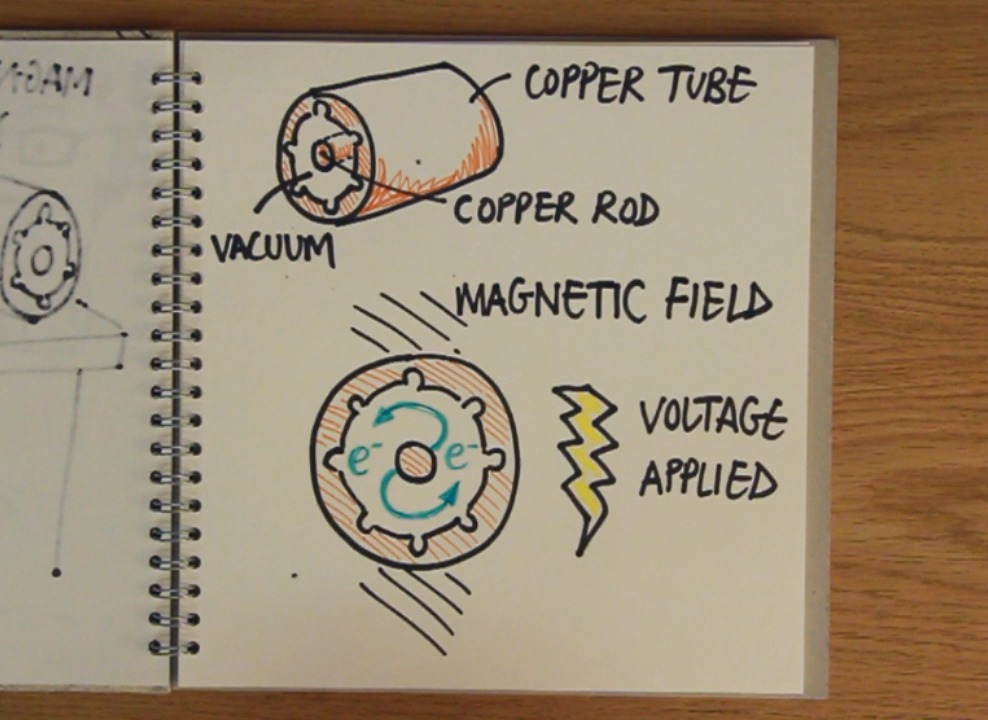 COPPER TUBE
COPPER ROD
VACUUM
MAGNETIC FIELD
e⁻ e⁻
VOLTAGE
APPLIED